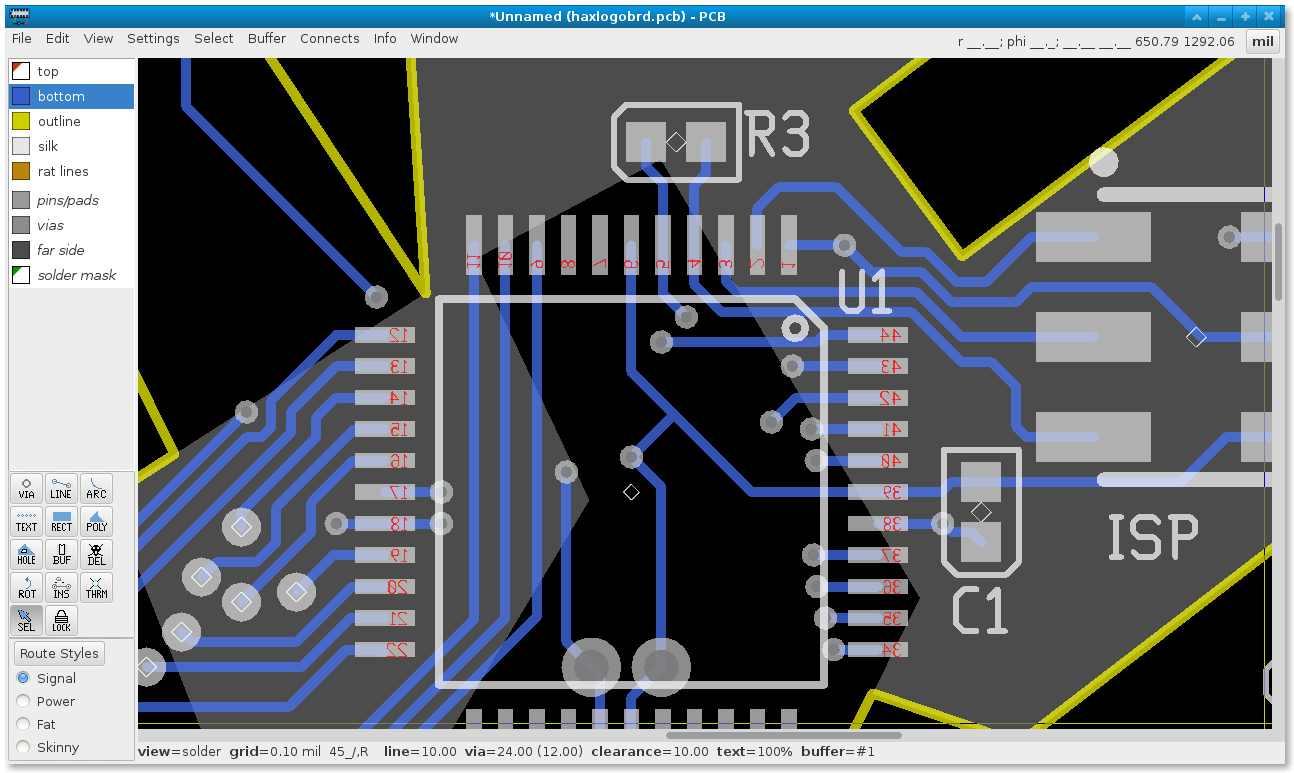 *Unnamed (haxlogobrd.pcb) - PCB
File Edit View Settings Select Buffer Connects Info Window
r __.__; phi __._; __.__ __.__ 650.79 1292.06 mil
top
bottom
outline
silk
rat lines
pins/pads
vias
far side
solder mask
VIA LINE ARC
TEXT RECT POLY
HOLE BUF DEL
ROT INS THRM
SEL LOCK
Route Styles
Signal
Power
Fat
Skinny
R3
11 10 9 8 7 6 5 4 3 2 1
U1
12
13
14
15
16
17
18
19
20
21
22
44
43
42
41
40
39
38
37
36
35
34
ISP
C1
view=solder grid=0.10 mil 45_/,R line=10.00 via=24.00 (12.00) clearance=10.00 text=100% buffer=#1